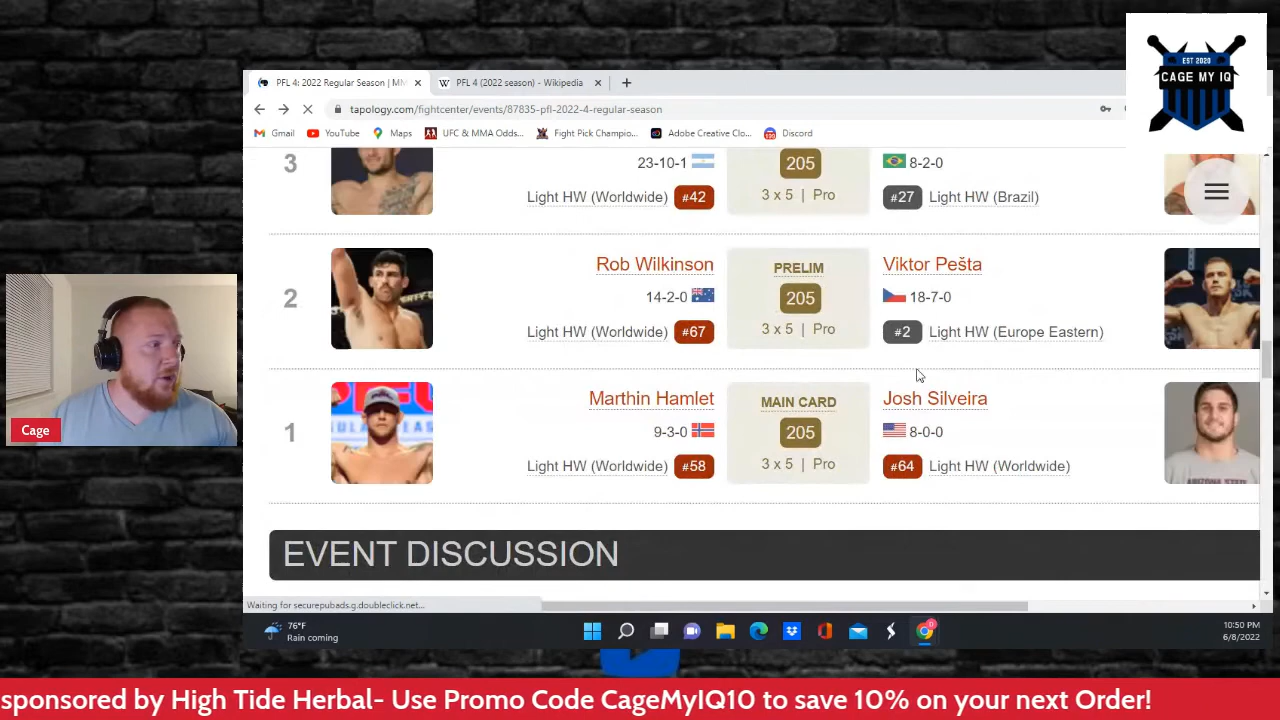 EST 2020
CAGE MY IQ
PFL 4: 2022 Regular Season | MM
PFL 4 (2022 season) - Wikipedia
tapology.com/fightcenter/events/87835-pfl-2022-4-regular-season
Gmail
YouTube
Maps
UFC & MMA Odds...
Fight Pick Champio...
Adobe Creative Clo...
Discord
3
23-10-1
205
8-2-0
Light HW (Worldwide) #42
3 x 5 | Pro
#27 Light HW (Brazil)
2
Rob Wilkinson
PRELIM
Viktor Pešta
14-2-0
205
18-7-0
Light HW (Worldwide) #67
3 x 5 | Pro
#2 Light HW (Europe Eastern)
1
Marthin Hamlet
MAIN CARD
Josh Silveira
9-3-0
205
8-0-0
Light HW (Worldwide) #58
3 x 5 | Pro
#64 Light HW (Worldwide)
EVENT DISCUSSION
Cage
Waiting for securepubads.g.doubleclick.net...
76°F
Rain coming
10:50 PM
6/8/2022
sponsored by High Tide Herbal- Use Promo Code CageMyIQ10 to save 10% on your next Order!